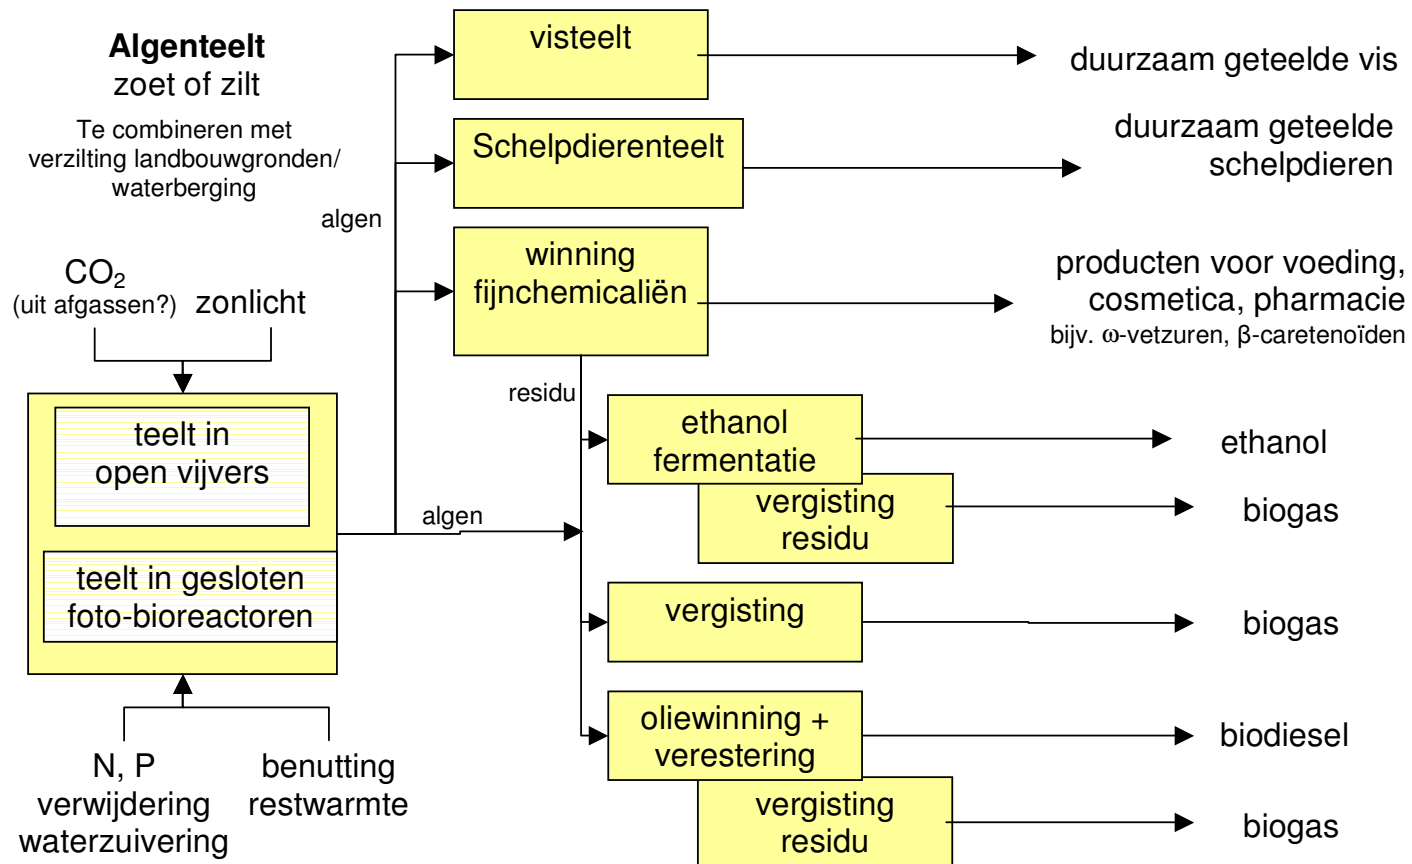 Algenteelt
zoet of zilt
Te combineren met
verzilting landbouwgronden/
waterberging
CO₂
(uit afgassen?)
zonlicht
teelt in
open vijvers
teelt in gesloten
foto-bioreactoren
N, P
verwijdering
waterzuivering
benutting
restwarmte
algen
algen
visteelt
duurzaam geteelde vis
Schelpdierenteelt
duurzaam geteelde
schelpdieren
winning
fijnchemicaliën
producten voor voeding,
cosmetica, pharmacie
bijv. ω-vetzuren, β-caretenoïden
residu
ethanol
fermentatie
ethanol
vergisting
residu
biogas
vergisting
biogas
oliewinning +
verestering
biodiesel
vergisting
residu
biogas